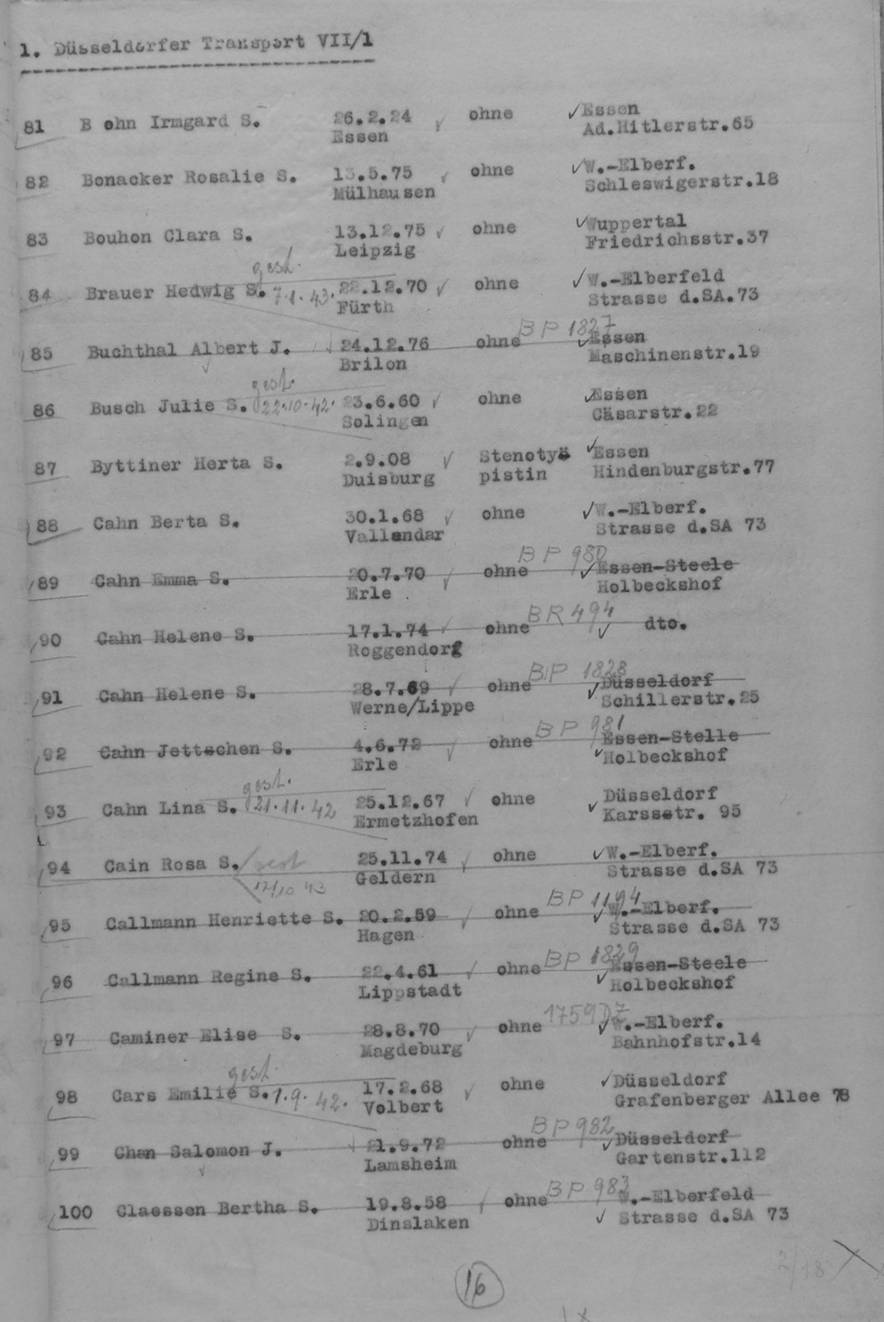 1. Düsseldorfer Transport VII/1
81 B ohn Irmgard S. 26.2.24 ohne Essen
Essen Ad.Hitlerstr.65
82 Bonacker Rosalie S. 13.5.75 ohne W.-Elberf.
Mülhausen Schleswigerstr.18
83 Bouhon Clara S. 13.12.75 ohne Wuppertal
Leipzig Friedrichsstr.37
gest.
84 Brauer Hedwig S. 7.1.43. 22.12.70 ohne W.-Elberfeld
Fürth Strasse d.SA.73
BP 1827
85 Buchthal Albert J. 24.12.76 ohne Essen
Brilon Maschinenstr.19
gest.
86 Busch Julie S. 22.10.42. 23.6.60 ohne Essen
Solingen Cäsarstr.22
87 Byttiner Herta S. 2.9.08 Stenoty Essen
Duisburg pistin Hindenburgstr.77
88 Cahn Berta S. 30.1.68 ohne W.-Elberf.
Vallendar Strasse d.SA 73
BP 980
89 Cahn Emma S. 20.7.70 ohne Essen-Steele
Erle Holbeckshof
BR 494
90 Cahn Helene S. 17.1.74 ohne dto.
Roggendorf
BP 1828
91 Cahn Helene S. 28.7.69 ohne Düsseldorf
Werne/Lippe Schillerstr.25
BP 981
92 Cahn Jettschen S. 4.6.72 ohne Essen-Stelle
Erle Holbeckshof
gest.
93 Cahn Lina S. 21.11.42 25.12.67 ohne Düsseldorf
Ermetzhofen Karssetr. 95
94 Cain Rosa S. gest 25.11.74 ohne W.-Elberf.
17/10 43 Geldern Strasse d.SA 73
BP 1194
95 Callmann Henriette S. 20.2.59 ohne W.-Elberf.
Hagen Strasse d.SA 73
BP 1829
96 Callmann Regine S. 22.4.61 ohne Essen-Steele
Lippstadt Holbeckshof
1759 DZ
97 Caminer Elise S. 28.8.70 ohne W.-Elberf.
Magdeburg Bahnhofstr.14
gest.
98 Cars Emilie S. 1.9.42. 17.2.68 ohne Düsseldorf
Volbert Grafenberger Allee 78
BP 982
99 Chan Salomon J. 21.9.72 ohne Düsseldorf
Lamsheim Gartenstr.112
BP 983
100 Claessen Bertha S. 19.8.58 ohne W.-Elberfeld
Dinslaken Strasse d.SA 73
16